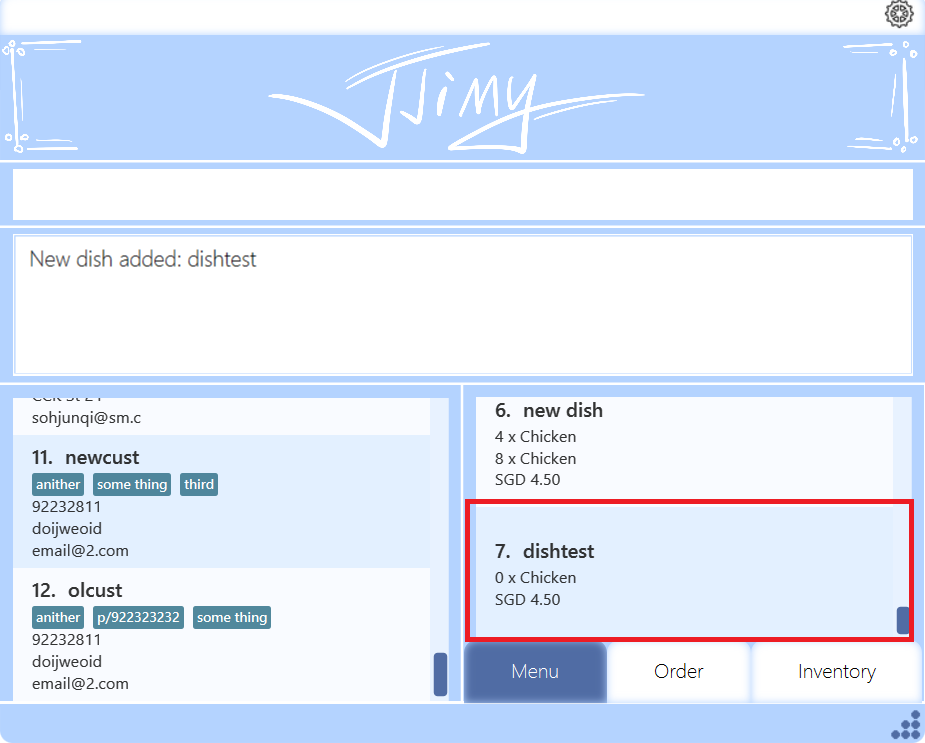 JJimy
New dish added: dishtest
sohjunqi@sm.c
11. newcust
anither some thing third
92232811
doijweoid
email@2.com
12. olcust
anither p/922323232 some thing
92232811
doijweoid
email@2.com
6. new dish
4 x Chicken
8 x Chicken
SGD 4.50
7. dishtest
0 x Chicken
SGD 4.50
Menu Order Inventory